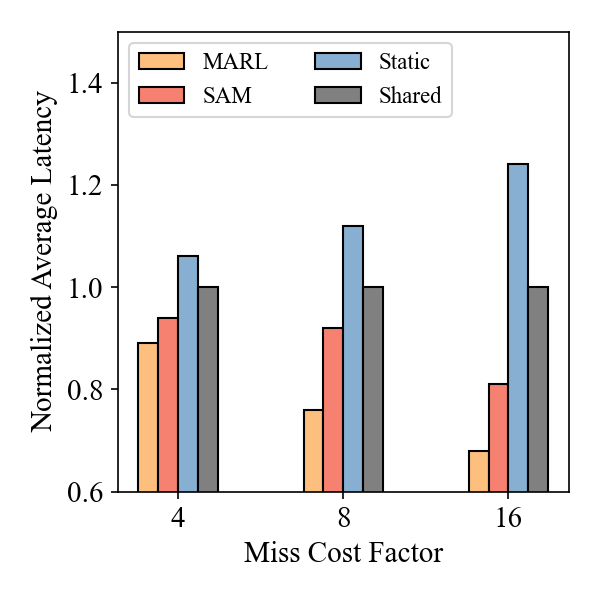 MARL
Static
SAM
Shared
Normalized Average Latency
1.4
1.2
1.0
0.8
0.6
4
8
16
Miss Cost Factor